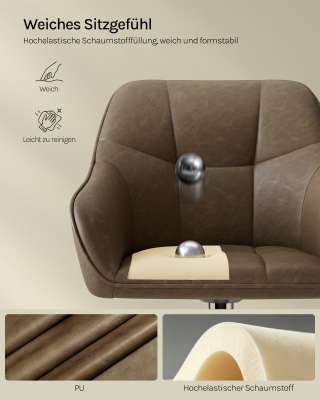 Weiches Sitzgefühl
Hochelastische Schaumstofffüllung, weich und formstabil
Weich
Leicht zu reinigen
PU
Hochelastischer Schaumstoff